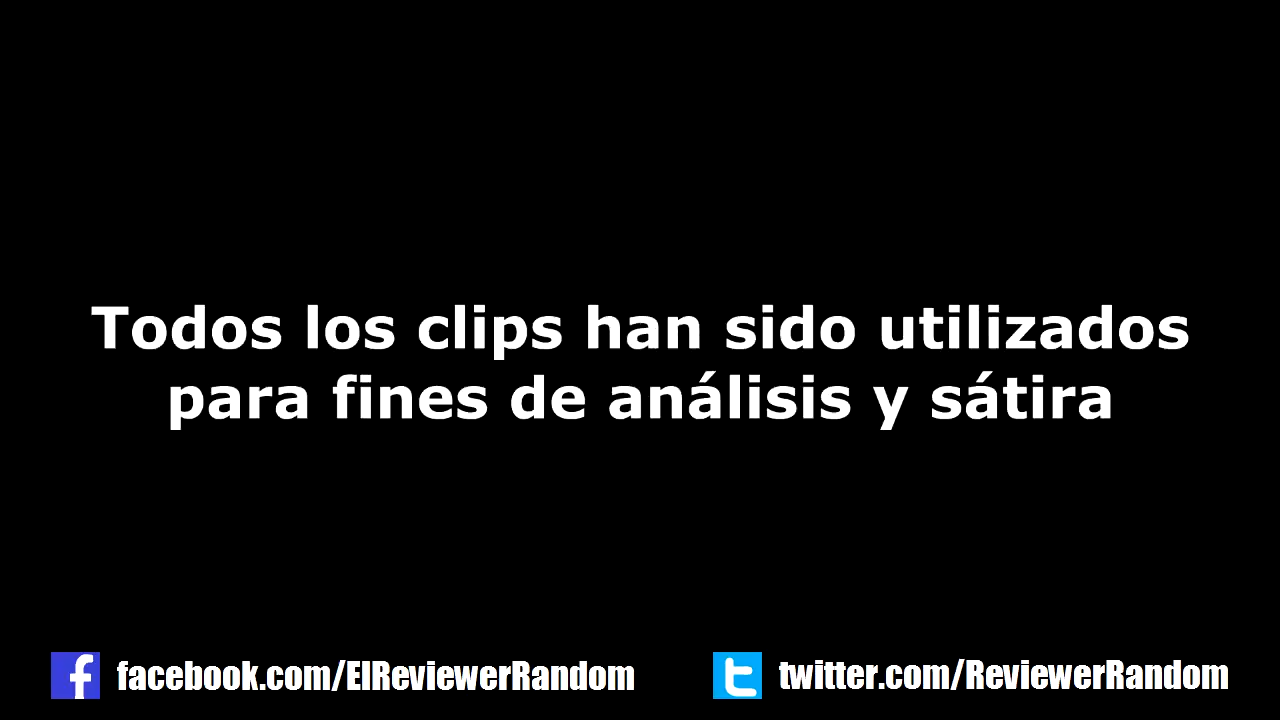 Todos los clips han sido utilizados
para fines de análisis y sátira
facebook.com/ElReviewerRandom
twitter.com/ReviewerRandom